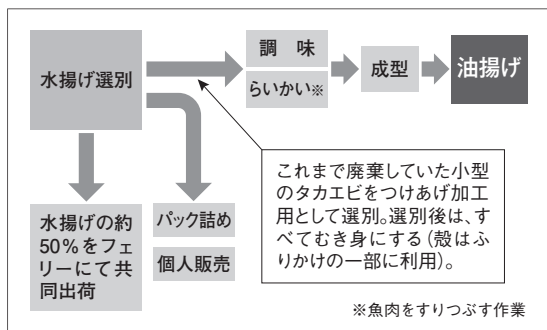 水揚げ選別
調　味
らいかい※
成型
油揚げ
これまで廃棄していた小型
のタカエビをつけあげ加工
用として選別。選別後は、す
べてむき身にする（殻はふ
りかけの一部に利用）。
水揚げの約
50％をフェ
リーにて共
同出荷
パック詰め
個人販売
※魚肉をすりつぶす作業